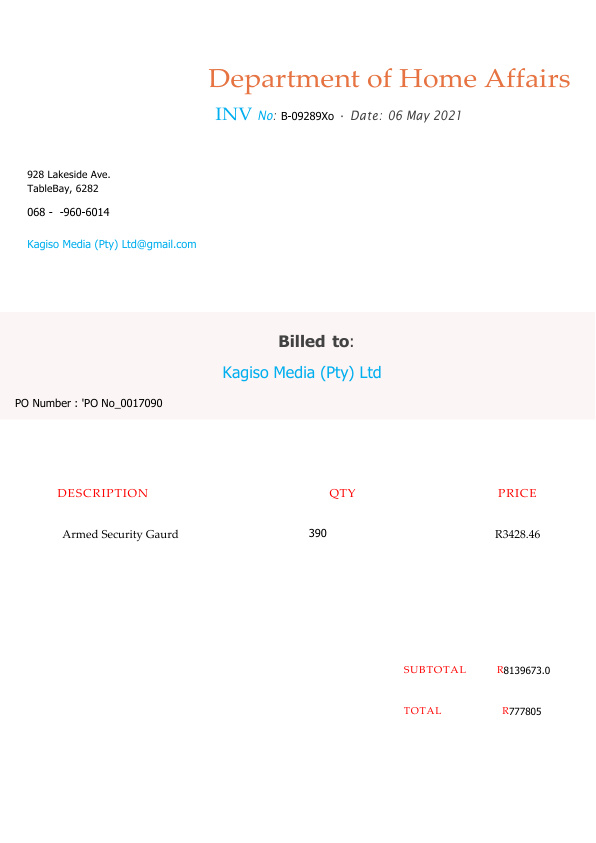 Department of Home Affairs
INV No: B-09289Xo · Date: 06 May 2021
928 Lakeside Ave.
TableBay, 6282
068 - -960-6014
Kagiso Media (Pty) Ltd@gmail.com
Billed to:
Kagiso Media (Pty) Ltd
PO Number : 'PO No_0017090
DESCRIPTION QTY PRICE
Armed Security Gaurd 390 R3428.46
SUBTOTAL R8139673.0
TOTAL R777805